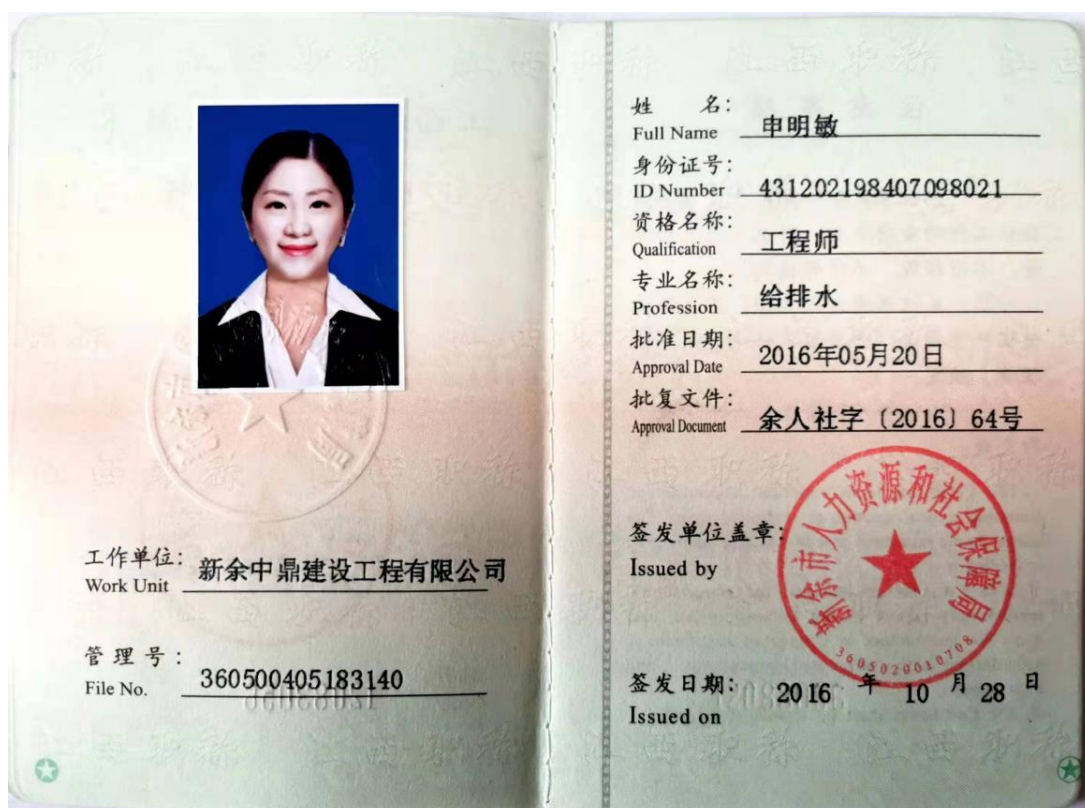 工作单位:
Work Unit
新余中鼎建设工程有限公司
管 理 号:
File No.
360500405183140
姓 名:
Full Name
申明敏
身份证号:
ID Number
431202198407098021
资格名称:
Qualification
工程师
专业名称:
Profession
给排水
批准日期:
Approval Date
2016年05月20日
批复文件:
Approval Document
余人社字〔2016〕64号
签发单位盖章:
Issued by
新余市人力资源和社会保障局
3605020010708
签发日期:
Issued on
2016 年 10 月 28 日
江西职称